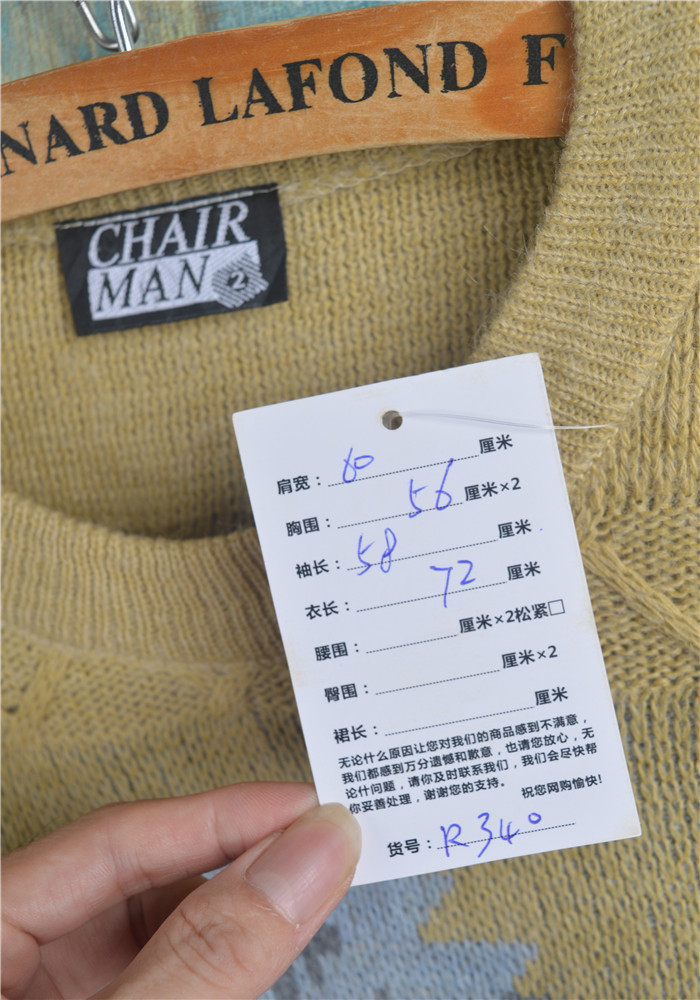 NARD LAFOND F
CHAIR
MAN 2
肩宽：60厘米
胸围：56厘米×2
袖长：58厘米
衣长：72厘米
腰围：厘米×2松紧□
臀围：厘米×2
裙长：厘米
无论什么原因让您对我们的商品感到不满意，
我们都感到万分遗憾和歉意，也请您放心，无
论什问题，请你及时联系我们，我们会尽快帮
你妥善处理，谢谢您的支持。 祝您网购愉快！
货号：R340